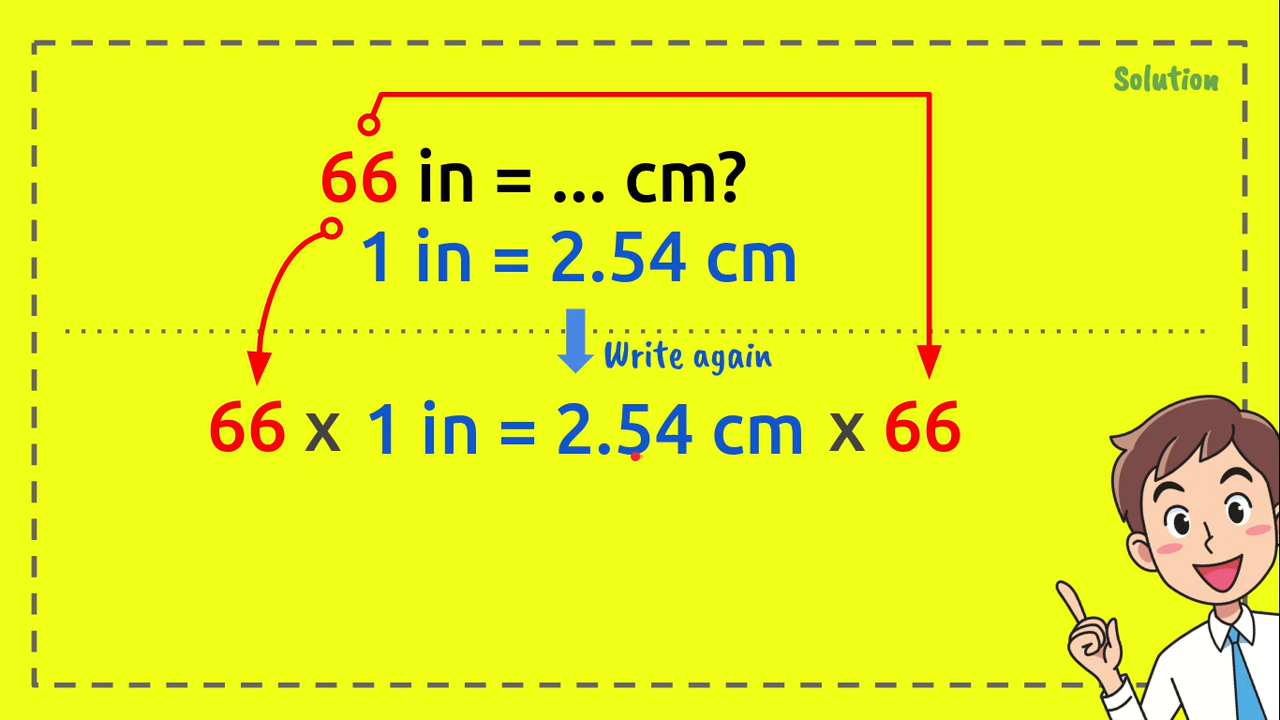 Solution
66 in = ... cm?
1 in = 2.54 cm
Write again
66 x 1 in = 2.54 cm x 66